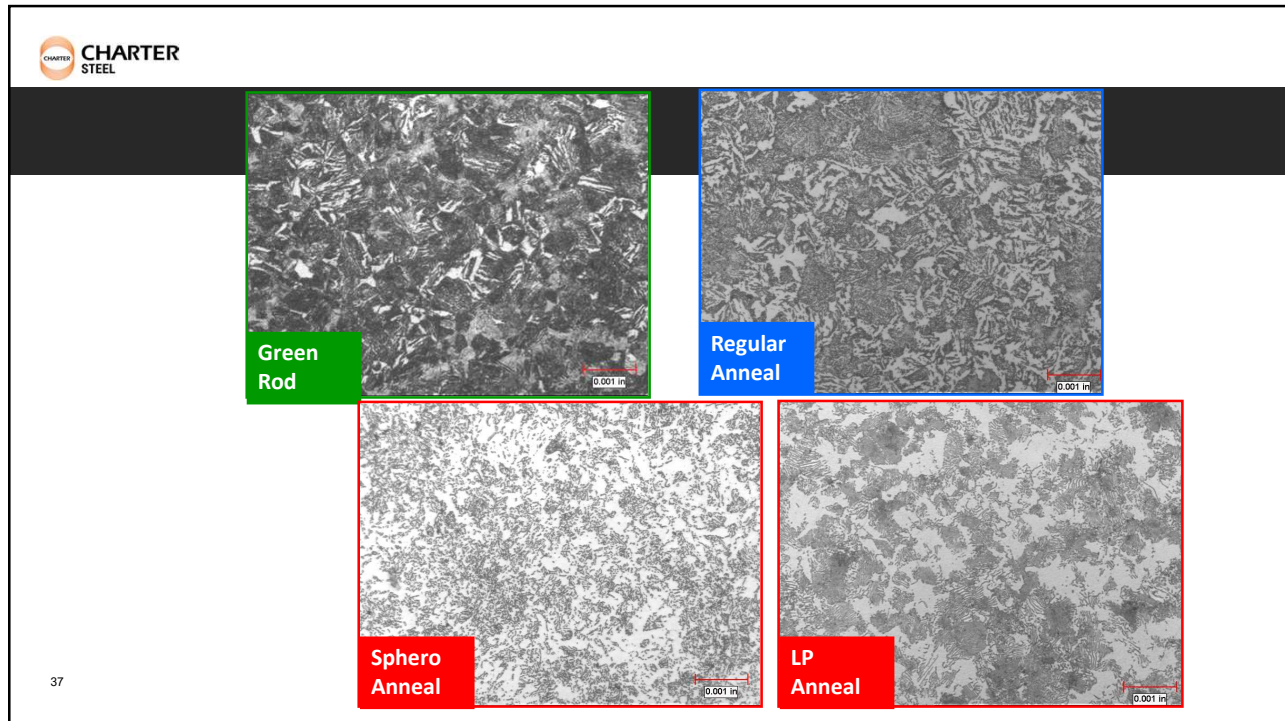 CHARTER
CHARTER
STEEL
Green
Rod
0.001 in
Regular
Anneal
0.001 in
Sphero
Anneal
0.001 in
LP
Anneal
0.001 in
37